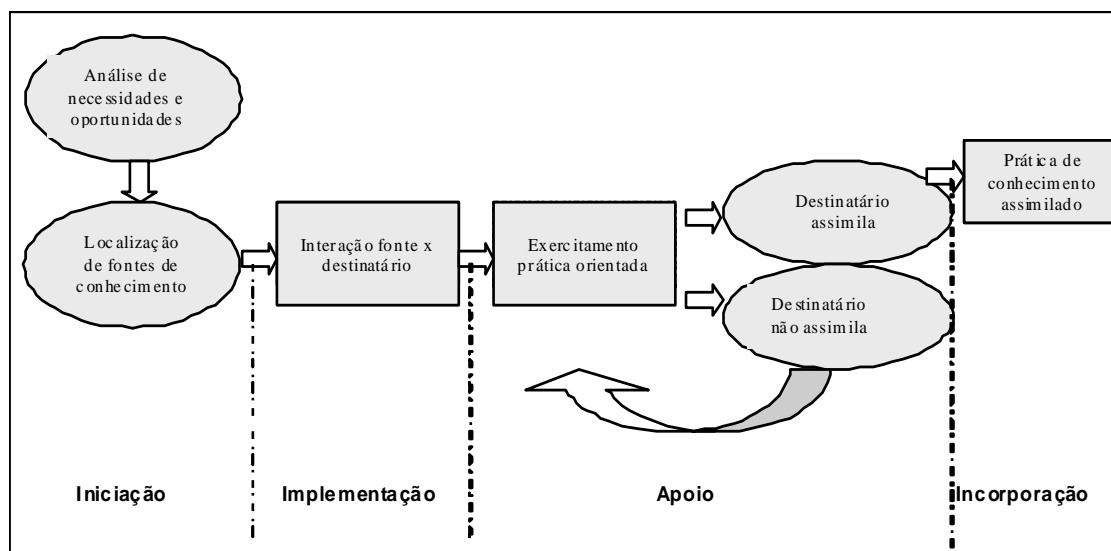 Análise de
necessidades e
oportunidades
Localização
de fontes de
conhecimento
Interação fonte x
destinatário
Exercitamento
prática orientada
Destinatário
assimila
Destinatário
não assimila
Prática de
conhecimento
assimilado
Iniciação
Implementação
Apoio
Incorporação